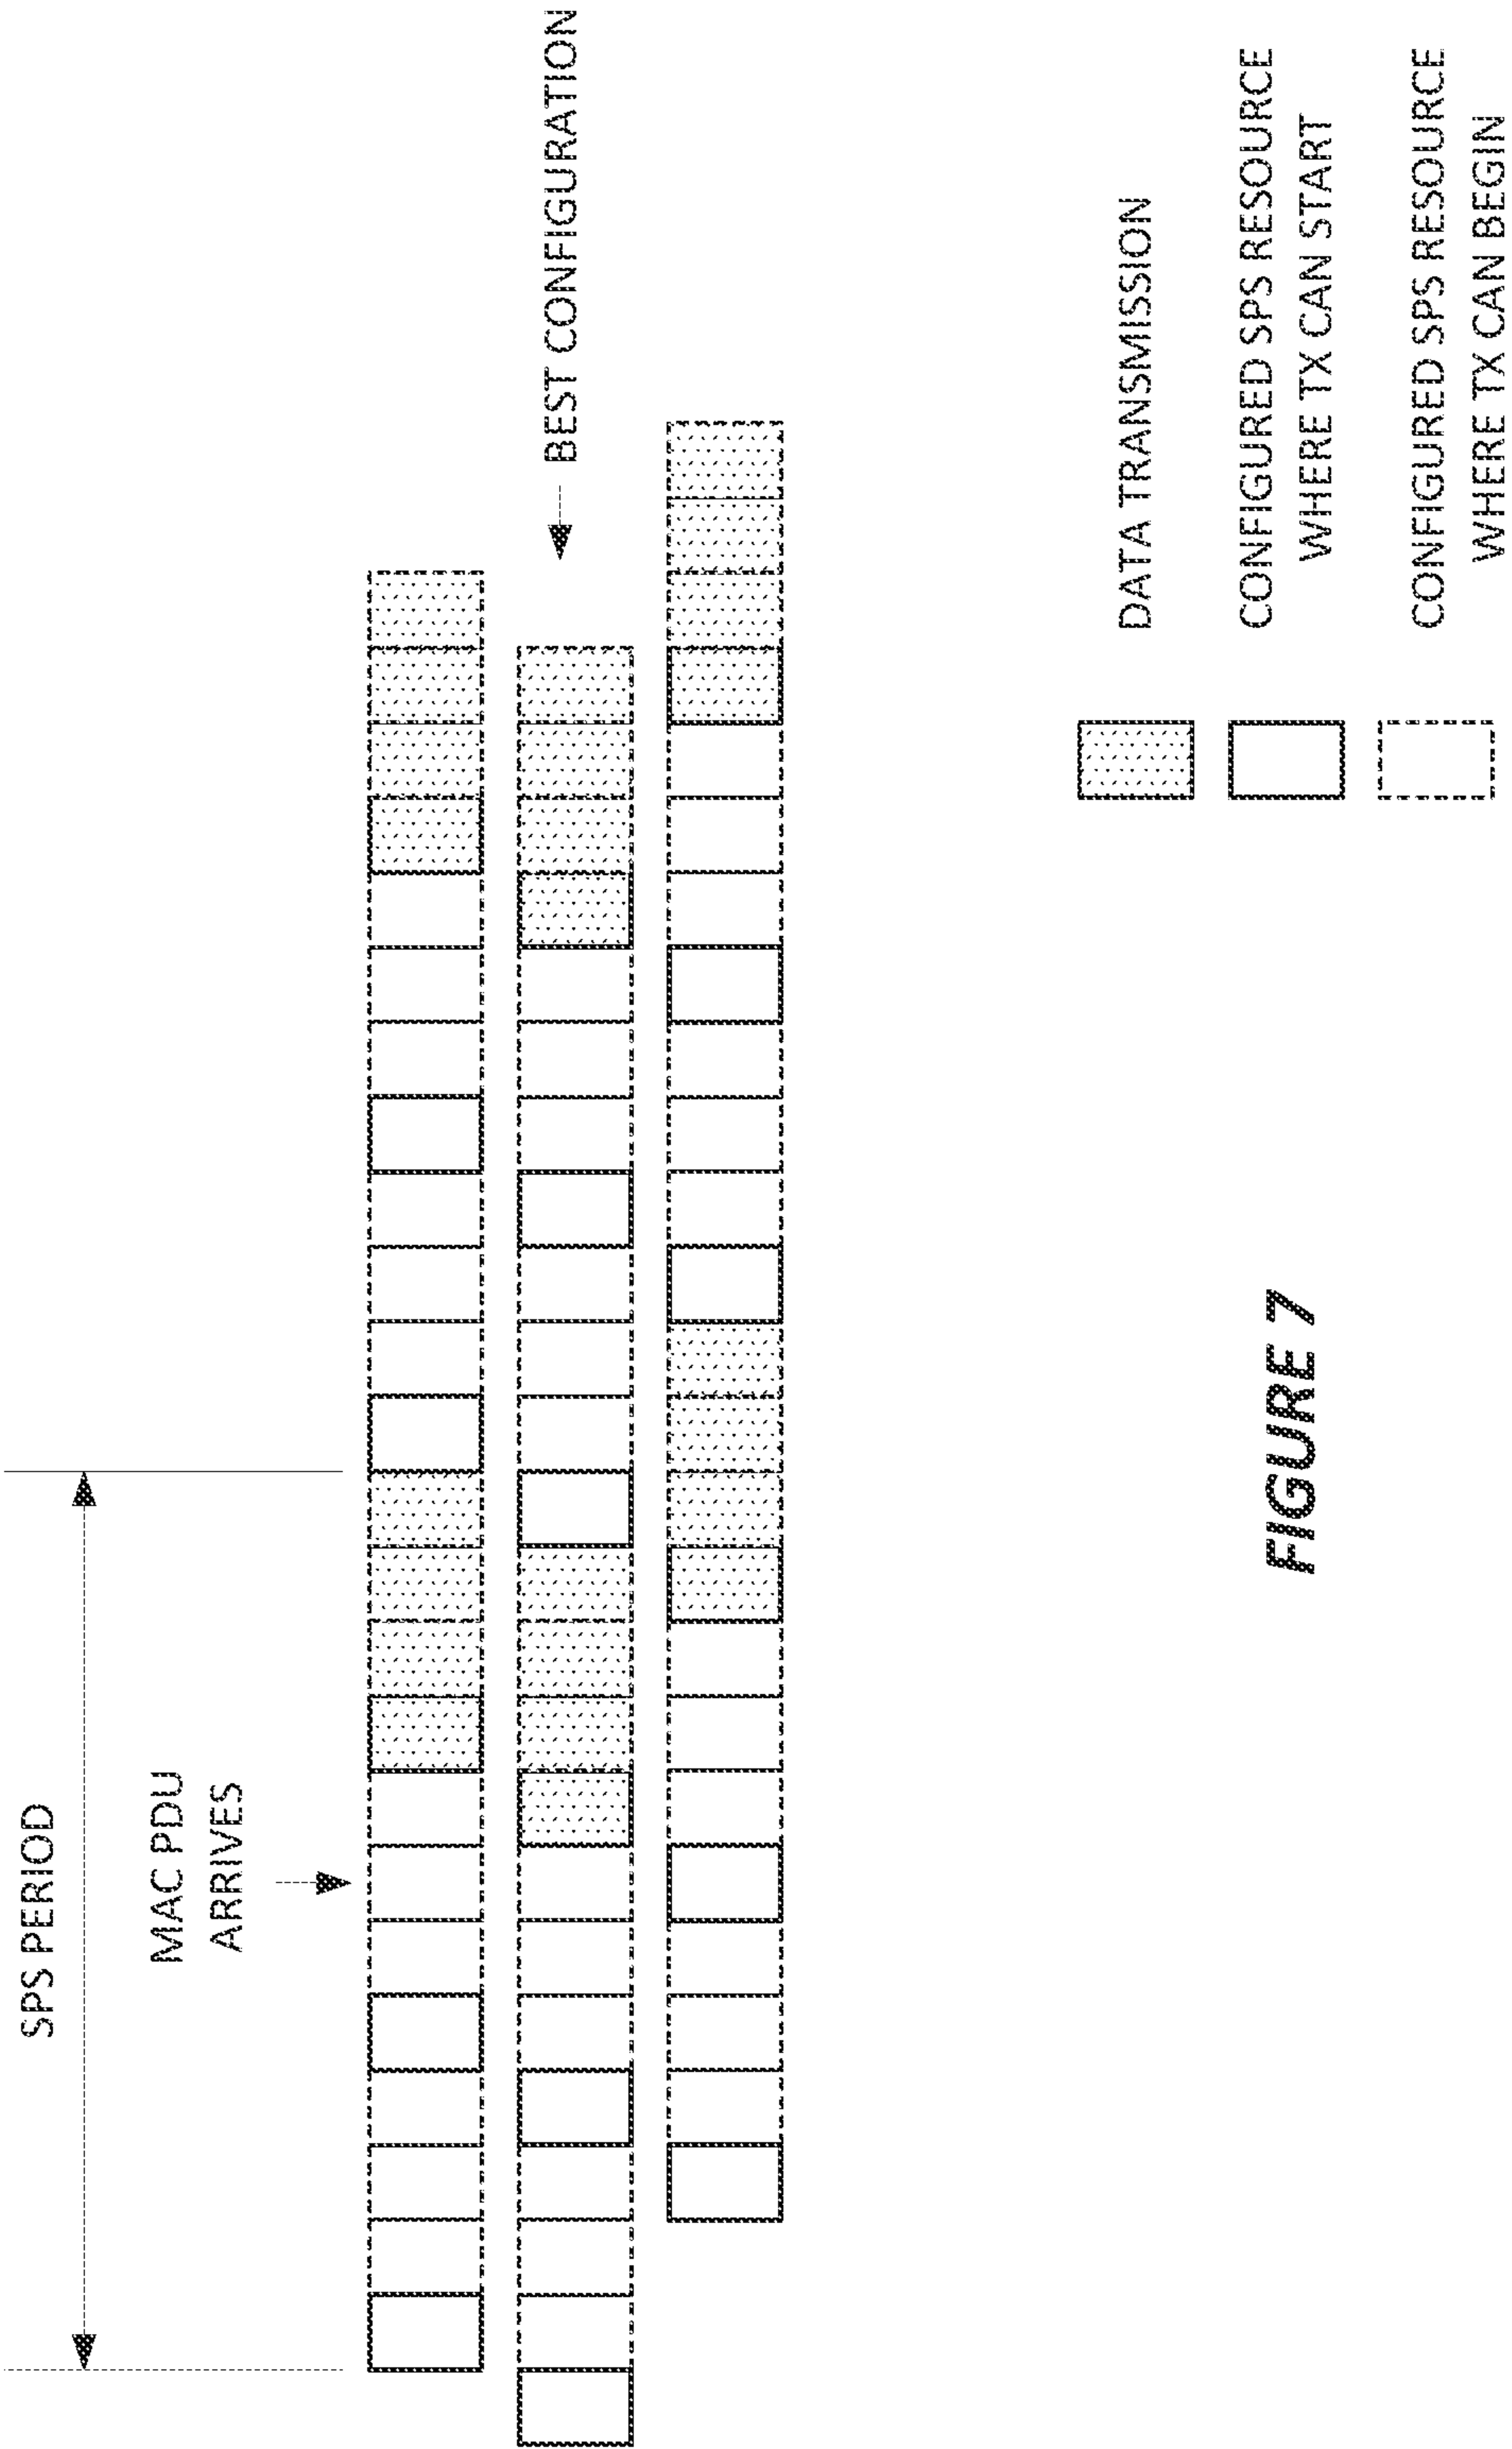 SPS PERIOD
MAC PDU
ARRIVES
BEST CONFIGURATION
DATA TRANSMISSION
CONFIGURED SPS RESOURCE
WHERE TX CAN START
CONFIGURED SPS RESOURCE
WHERE TX CAN BEGIN
FIGURE 7